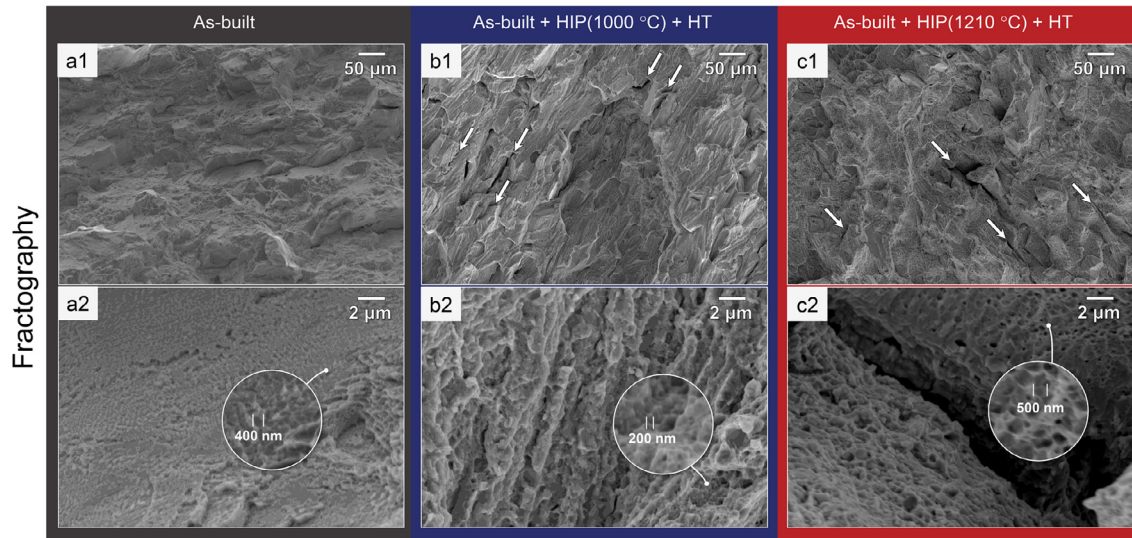 As-built
As-built + HIP(1000 °C) + HT
As-built + HIP(1210 °C) + HT
Fractography
a1
50 µm
b1
50 µm
c1
50 µm
a2
2 µm
400 nm
b2
2 µm
200 nm
c2
2 µm
500 nm